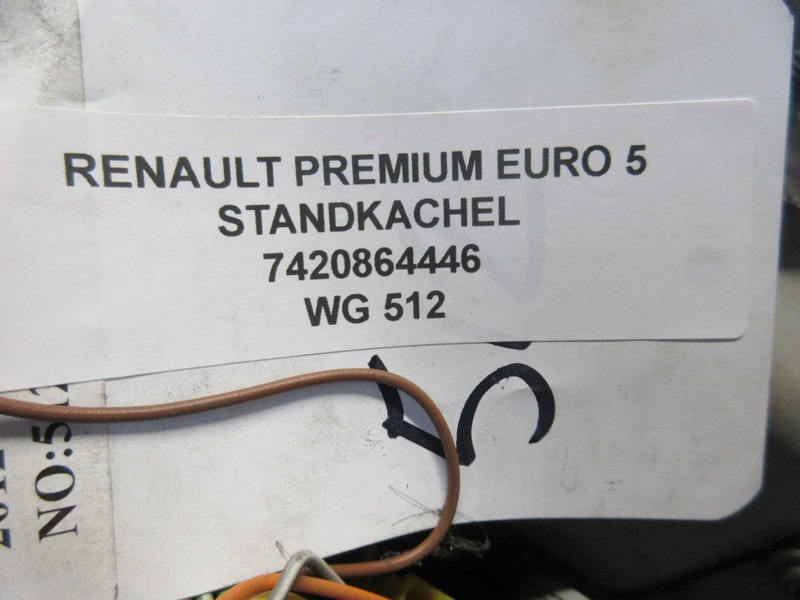 RENAULT PREMIUM EURO 5
STANDKACHEL
7420864446
WG 512